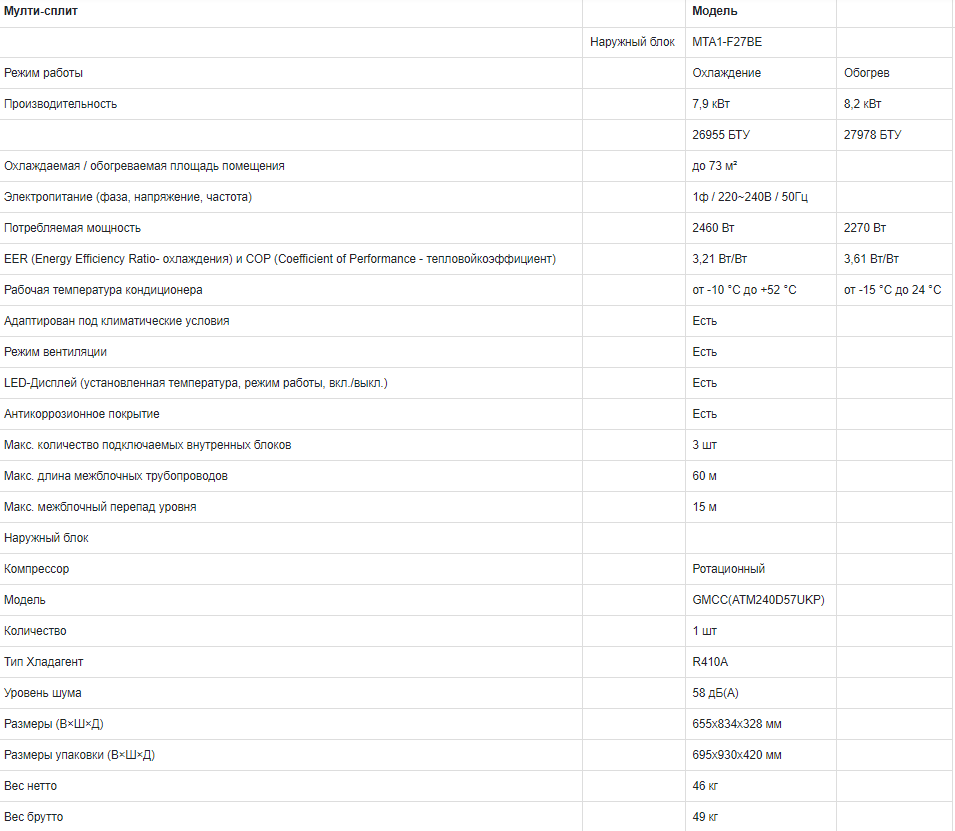 Мулти-сплит Модель
Наружный блок MTA1-F27BE
Режим работы Охлаждение Обогрев
Производительность 7,9 кВт 8,2 кВт
26955 БТУ 27978 БТУ
Охлаждаемая / обогреваемая площадь помещения до 73 м²
Электропитание (фаза, напряжение, частота) 1ф / 220~240В / 50Гц
Потребляемая мощность 2460 Вт 2270 Вт
EER (Energy Efficiency Ratio- охлаждения) и COP (Coefficient of Performance - тепловойкоэффициент) 3,21 Вт/Вт 3,61 Вт/Вт
Рабочая температура кондиционера от -10 °C до +52 °C от -15 °C до 24 °C
Адаптирован под климатические условия Есть
Режим вентиляции Есть
LED-Дисплей (установленная температура, режим работы, вкл./выкл.) Есть
Антикоррозионное покрытие Есть
Макс. количество подключаемых внутренных блоков 3 шт
Макс. длина межблочных трубопроводов 60 м
Макс. межблочный перепад уровня 15 м
Наружный блок
Компрессор Ротационный
Модель GMCC(ATM240D57UKP)
Количество 1 шт
Тип Хладагент R410A
Уровень шума 58 дБ(А)
Размеры (В×Ш×Д) 655x834x328 мм
Размеры упаковки (В×Ш×Д) 695x930x420 мм
Вес нетто 46 кг
Вес брутто 49 кг